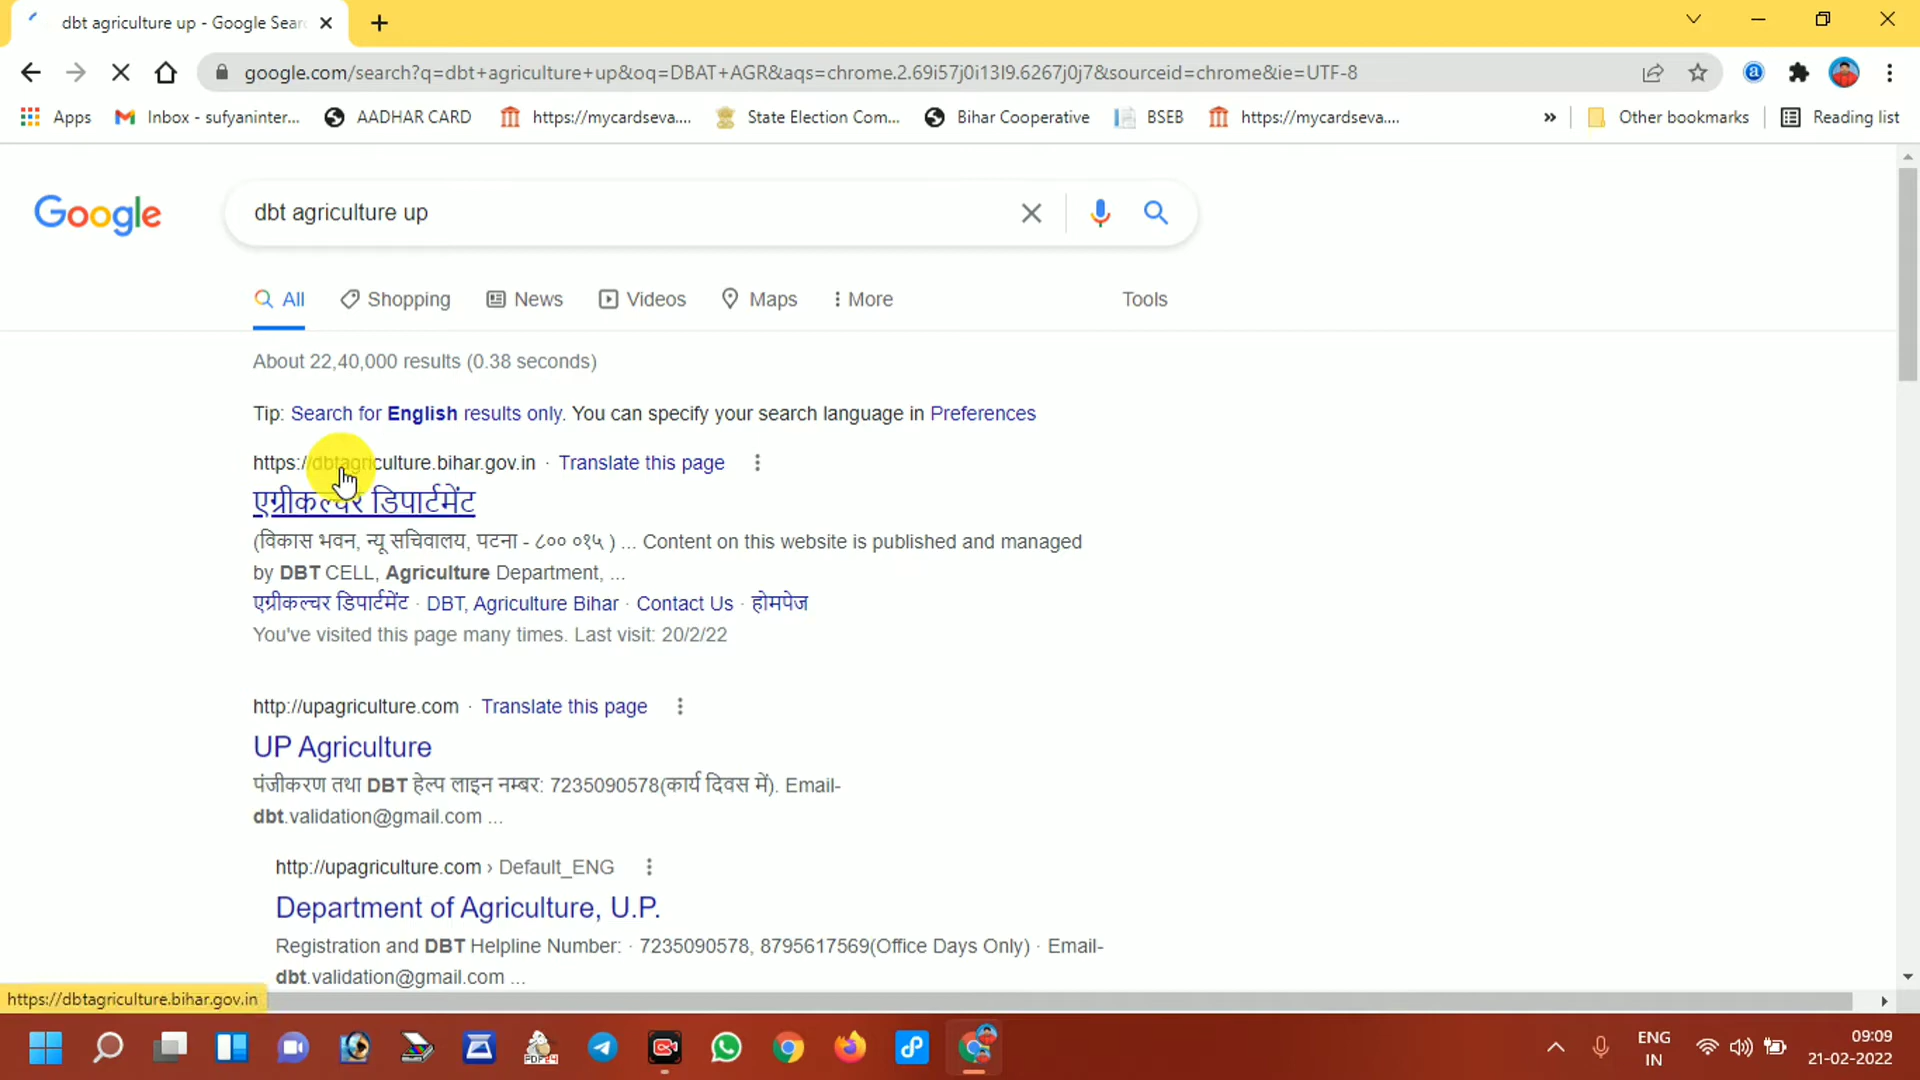 dbt agriculture up - Google Sear
google.com/search?q=dbt+agriculture+up&oq=DBAT+AGR&aqs=chrome.2.69i57j0i13l9.6267j0j7&sourceid=chrome&ie=UTF-8
Apps
Inbox - sufyaninter...
AADHAR CARD
https://mycardseva....
State Election Com...
Bihar Cooperative
BSEB
https://mycardseva....
»
Other bookmarks
Reading list
Google
dbt agriculture up
All
Shopping
News
Videos
Maps
More
Tools
About 22,40,000 results (0.38 seconds)
Tip: Search for English results only. You can specify your search language in Preferences
https://dbtagriculture.bihar.gov.in · Translate this page
एग्रीकल्चर डिपार्टमेंट
(विकास भवन, न्यू सचिवालय, पटना - ८०० ०१५ ) ... Content on this website is published and managed
by DBT CELL, Agriculture Department, ...
एग्रीकल्चर डिपार्टमेंट · DBT, Agriculture Bihar · Contact Us · होमपेज
You've visited this page many times. Last visit: 20/2/22
http://upagriculture.com · Translate this page
UP Agriculture
पंजीकरण तथा DBT हेल्प लाइन नम्बर: 7235090578(कार्य दिवस में). Email-
dbt.validation@gmail.com ...
http://upagriculture.com › Default_ENG
Department of Agriculture, U.P.
Registration and DBT Helpline Number: · 7235090578, 8795617569(Office Days Only) · Email-
dbt.validation@gmail.com ...
https://dbtagriculture.bihar.gov.in
PDF24
ENG
IN
09:09
21-02-2022